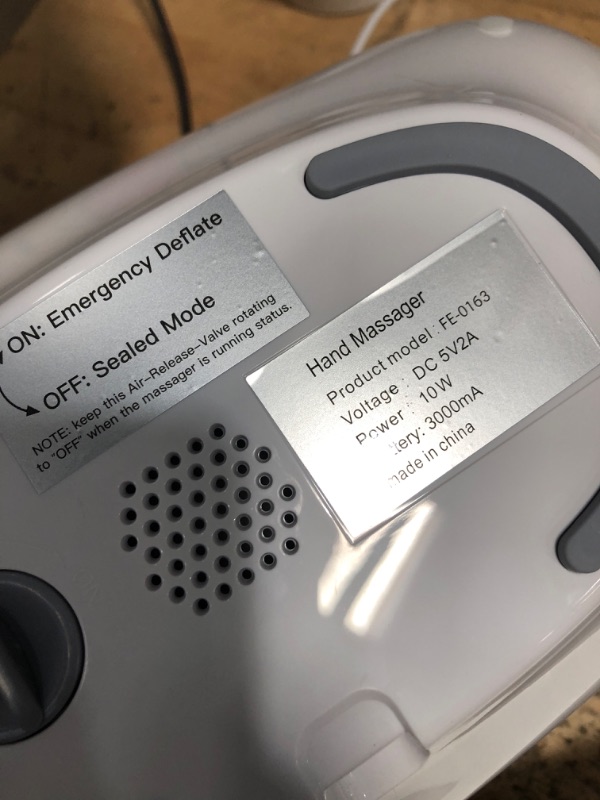 ON: Emergency Deflate
OFF: Sealed Mode
NOTE: keep this Air-Release-Valve rotating
to "OFF" when the massager is running status.
Hand Massager
Product model: FE-0163
Voltage: DC 5V2A
Power: 10W
3000mA
made in china